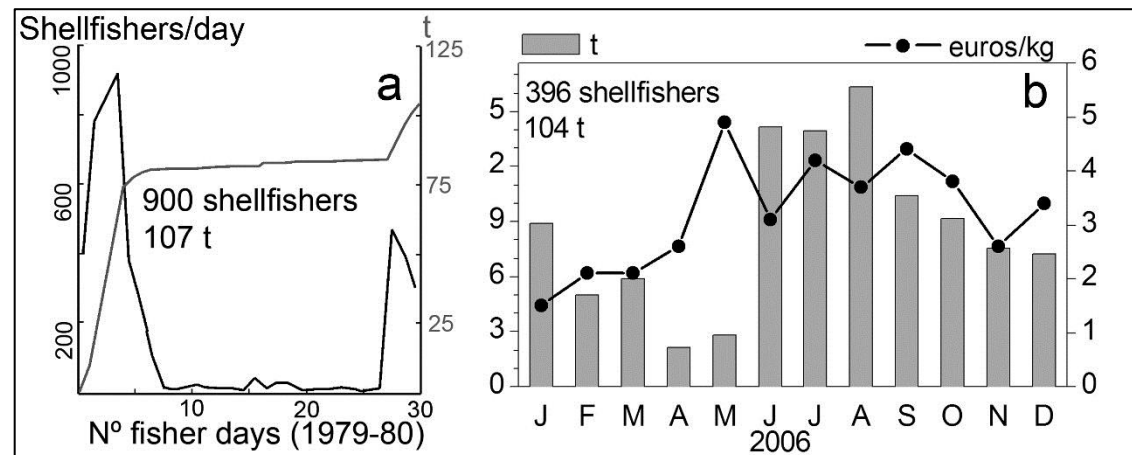 Shellfishers/day
t
1000
600
200
125
75
25
a
900 shellfishers
107 t
10
20
30
Nº fisher days (1979-80)
t
euros/kg
b
396 shellfishers
104 t
5
2
9
6
3
0
6
5
4
3
2
1
0
J F M A M J J A S O N D
2006